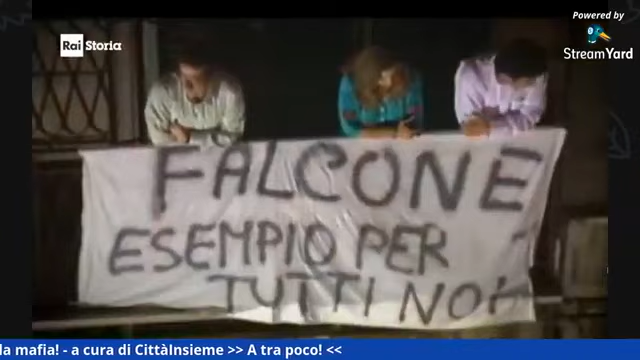 Powered by
StreamYard
Rai Storia
FALCONE
ESEMPIO PER
TUTTI NOI
la mafia! - a cura di CittàInsieme >> A tra poco! <<